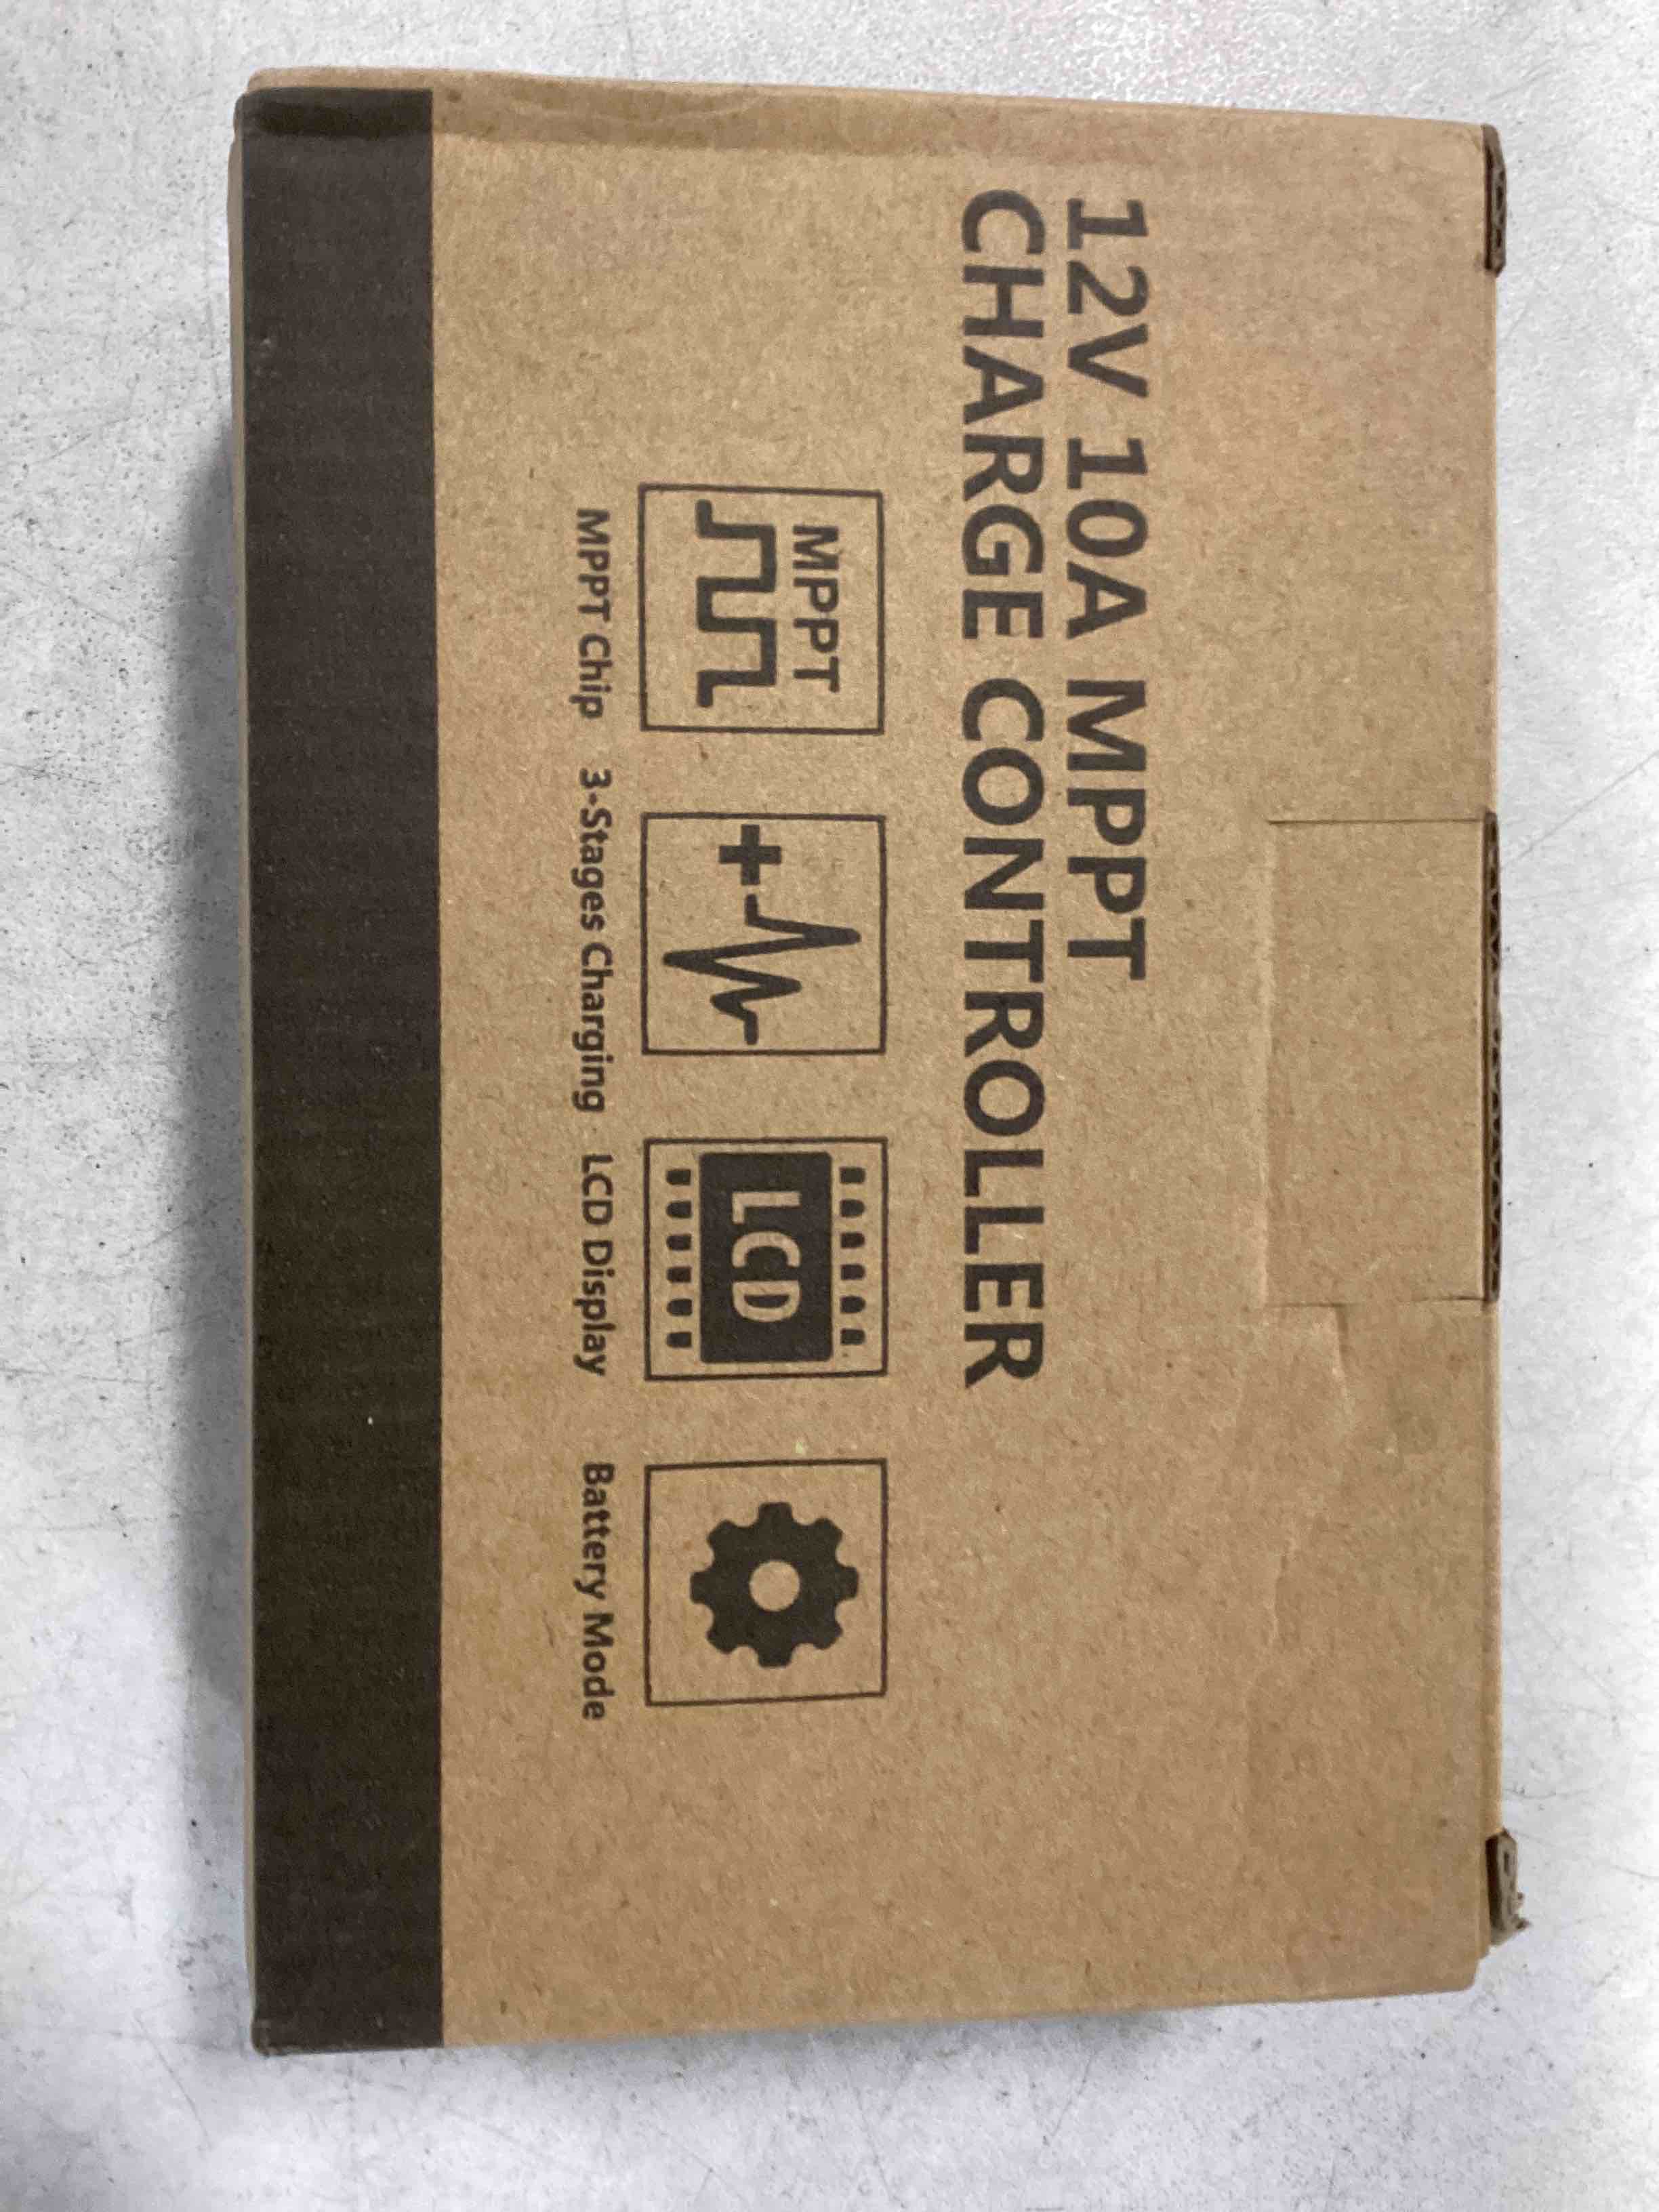 12V 10A MPPT
CHARGE CONTROLLER
MPPT
LCD
MPPT Chip
3-Stages Charging
LCD Display
Battery Mode